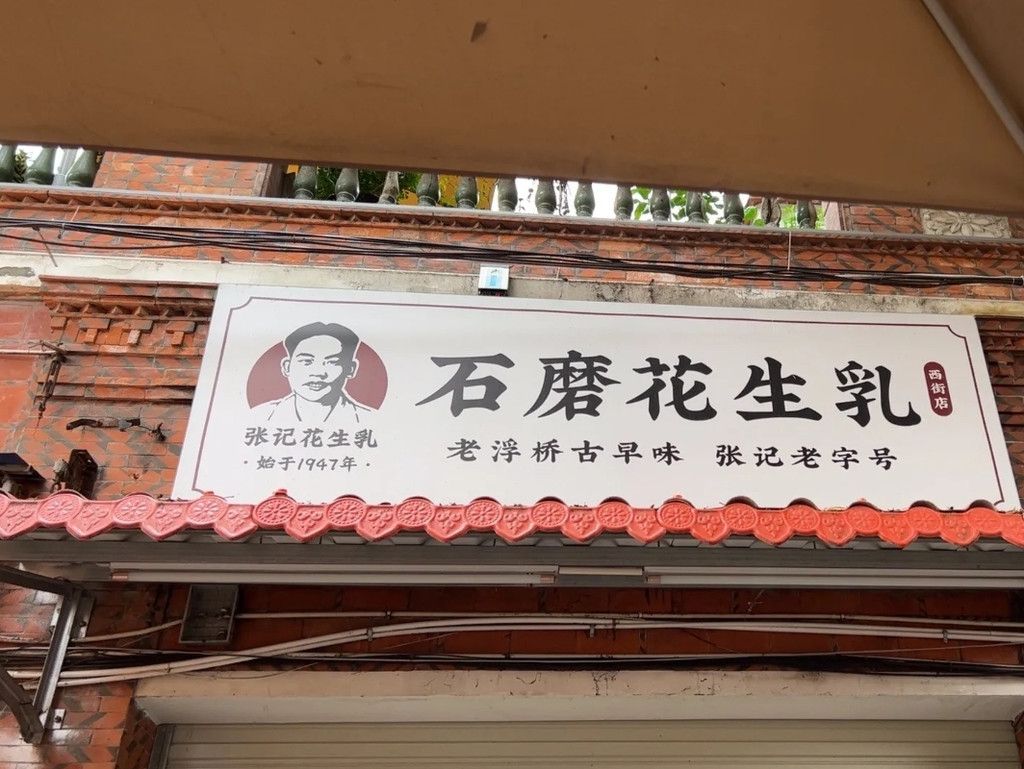 石磨花生乳
西街店
张记花生乳
·始于1947年·
老浮桥古早味 张记老字号